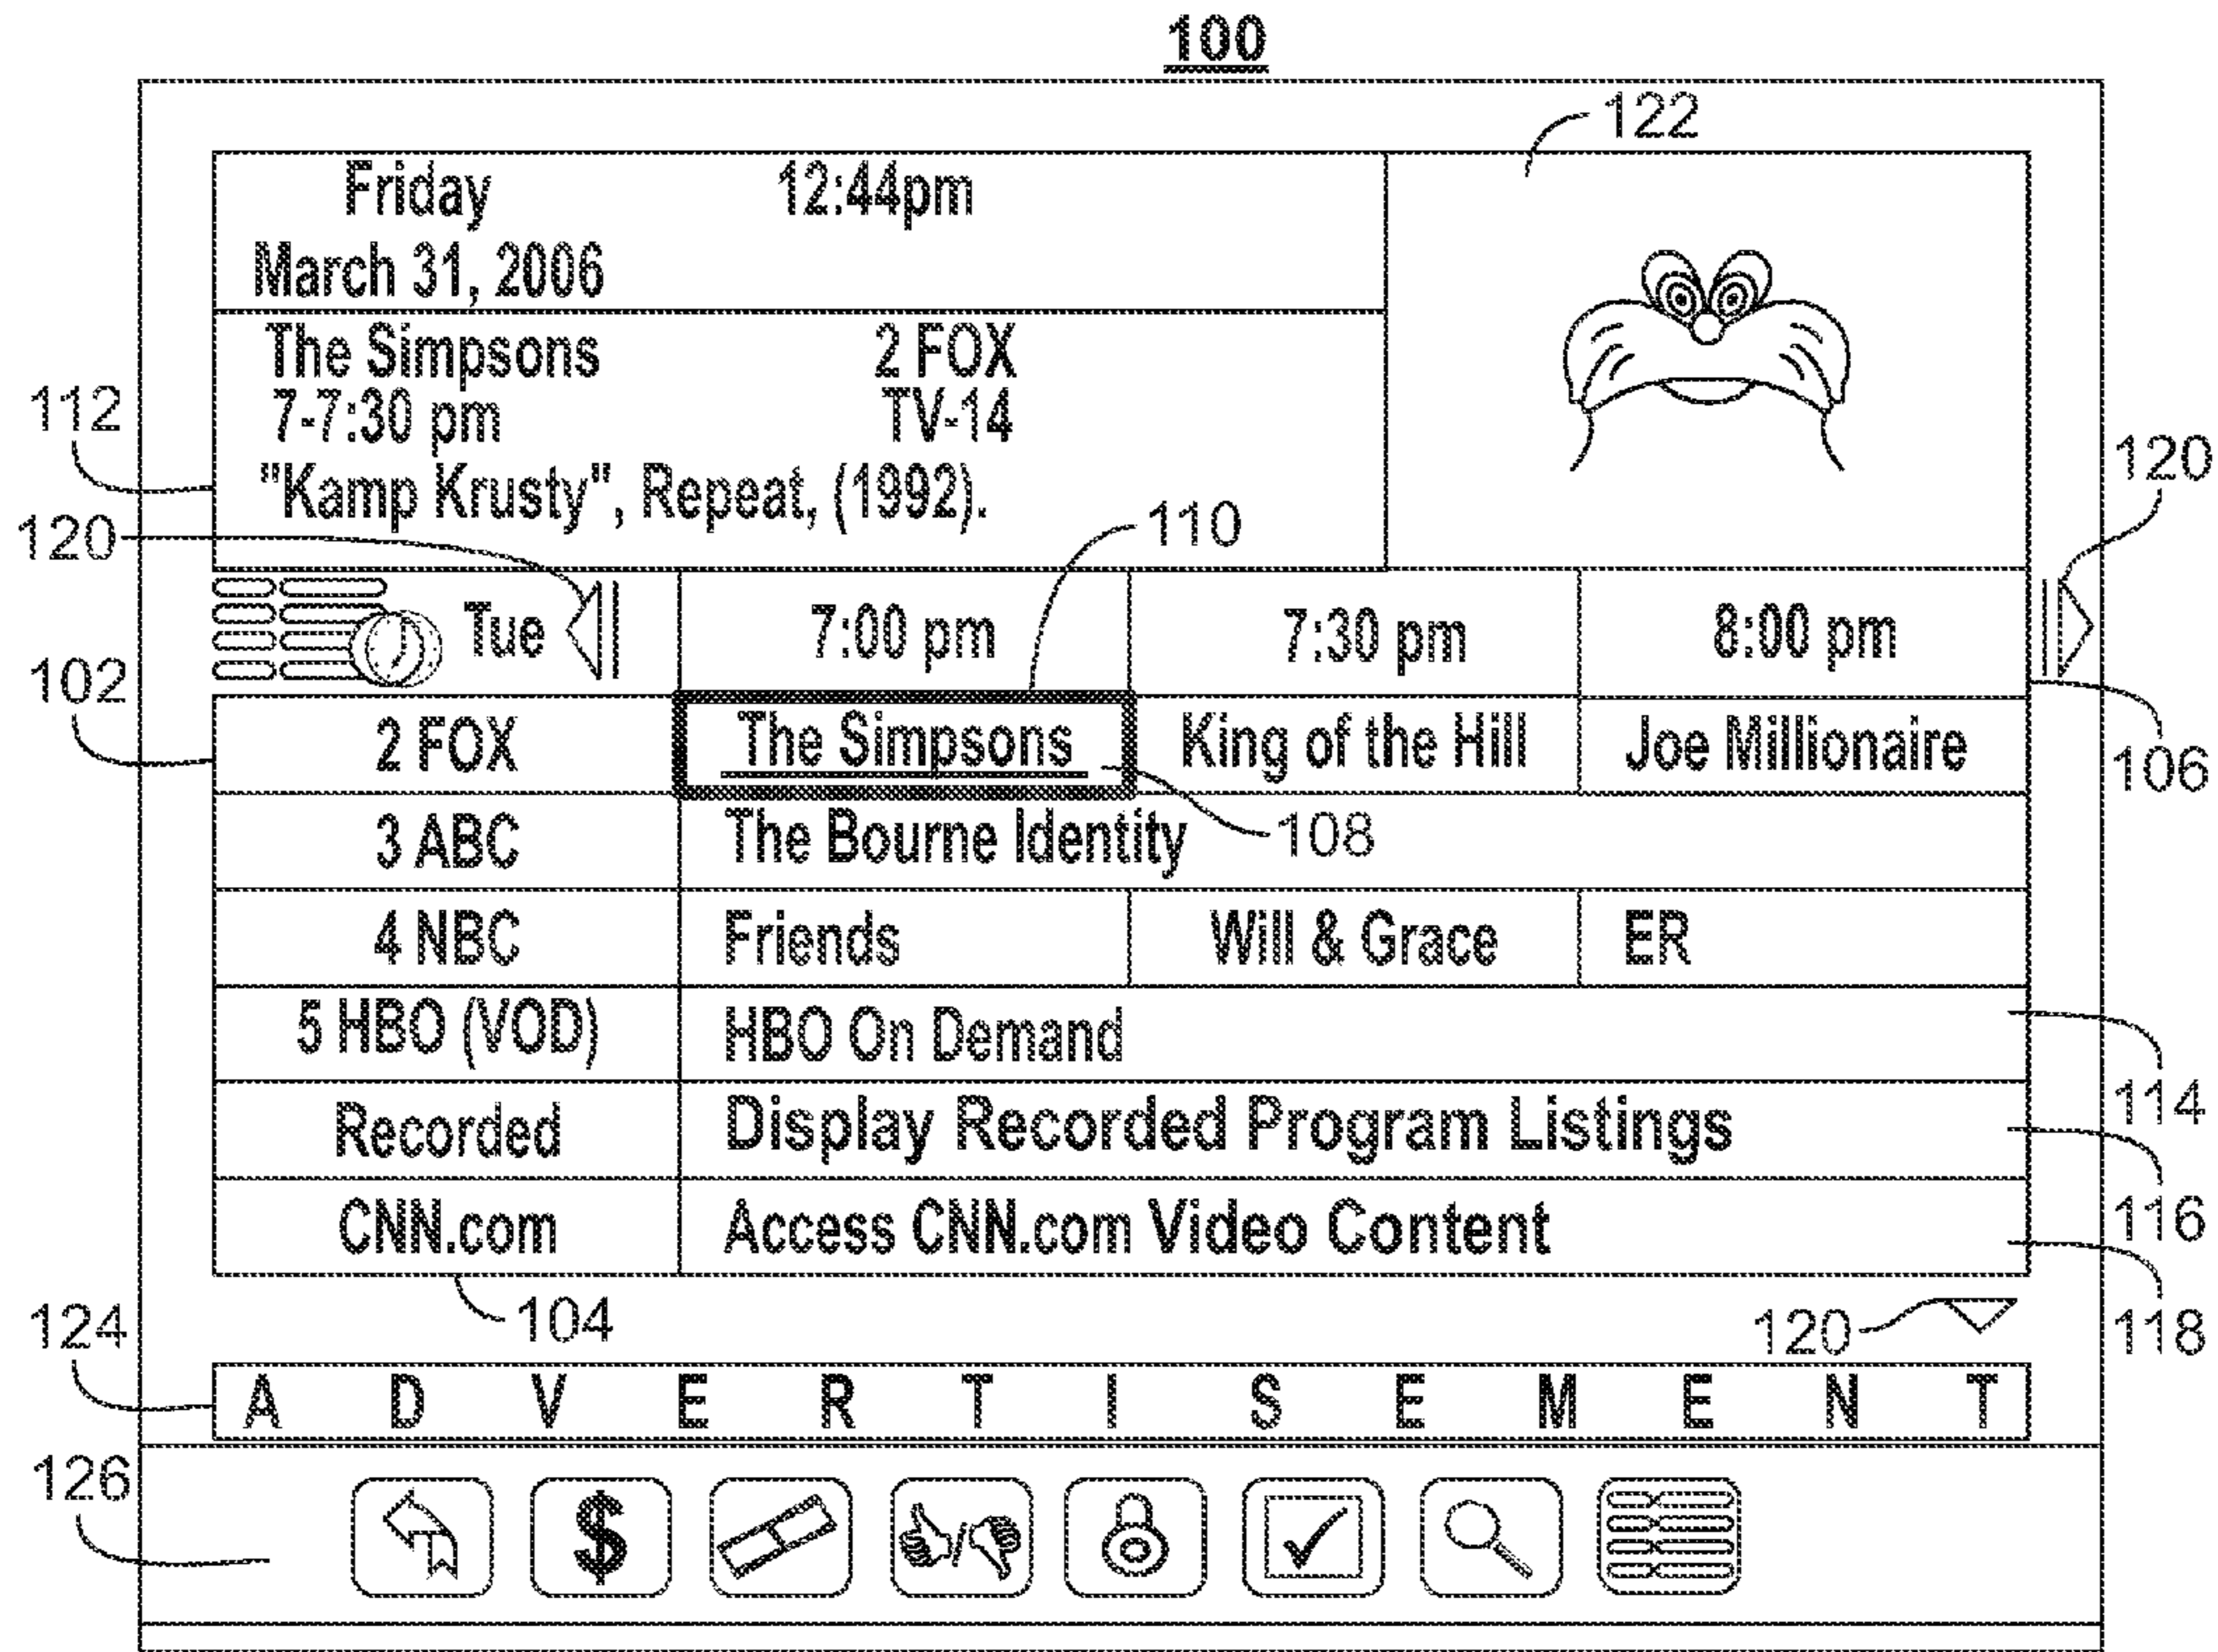 100
122
Friday 12:44pm
March 31, 2006
The Simpsons 2 FOX
7-7:30 pm TV-14
"Kamp Krusty", Repeat, (1992).
112
120
110
120
Tue 7:00 pm 7:30 pm 8:00 pm
102
2 FOX The Simpsons King of the Hill Joe Millionaire
106
3 ABC The Bourne Identity
108
4 NBC Friends Will & Grace ER
5 HBO (VOD) HBO On Demand
114
Recorded Display Recorded Program Listings
116
CNN.com Access CNN.com Video Content
118
104
120
124
A D V E R T I S E M E N T
126
$